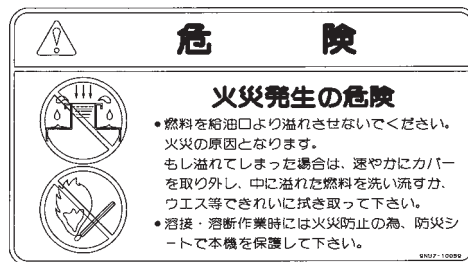 危険
火災発生の危険
•燃料を給油口より溢れさせないでください。
火災の原因となります。
もし溢れてしまった場合は、速やかにカバー
を取り外し、中に溢れた燃料を洗い流すか、
ウエス等できれいに拭き取って下さい。
•溶接・溶断作業時には火災防止の為、防災シ
ートで本機を保護して下さい。